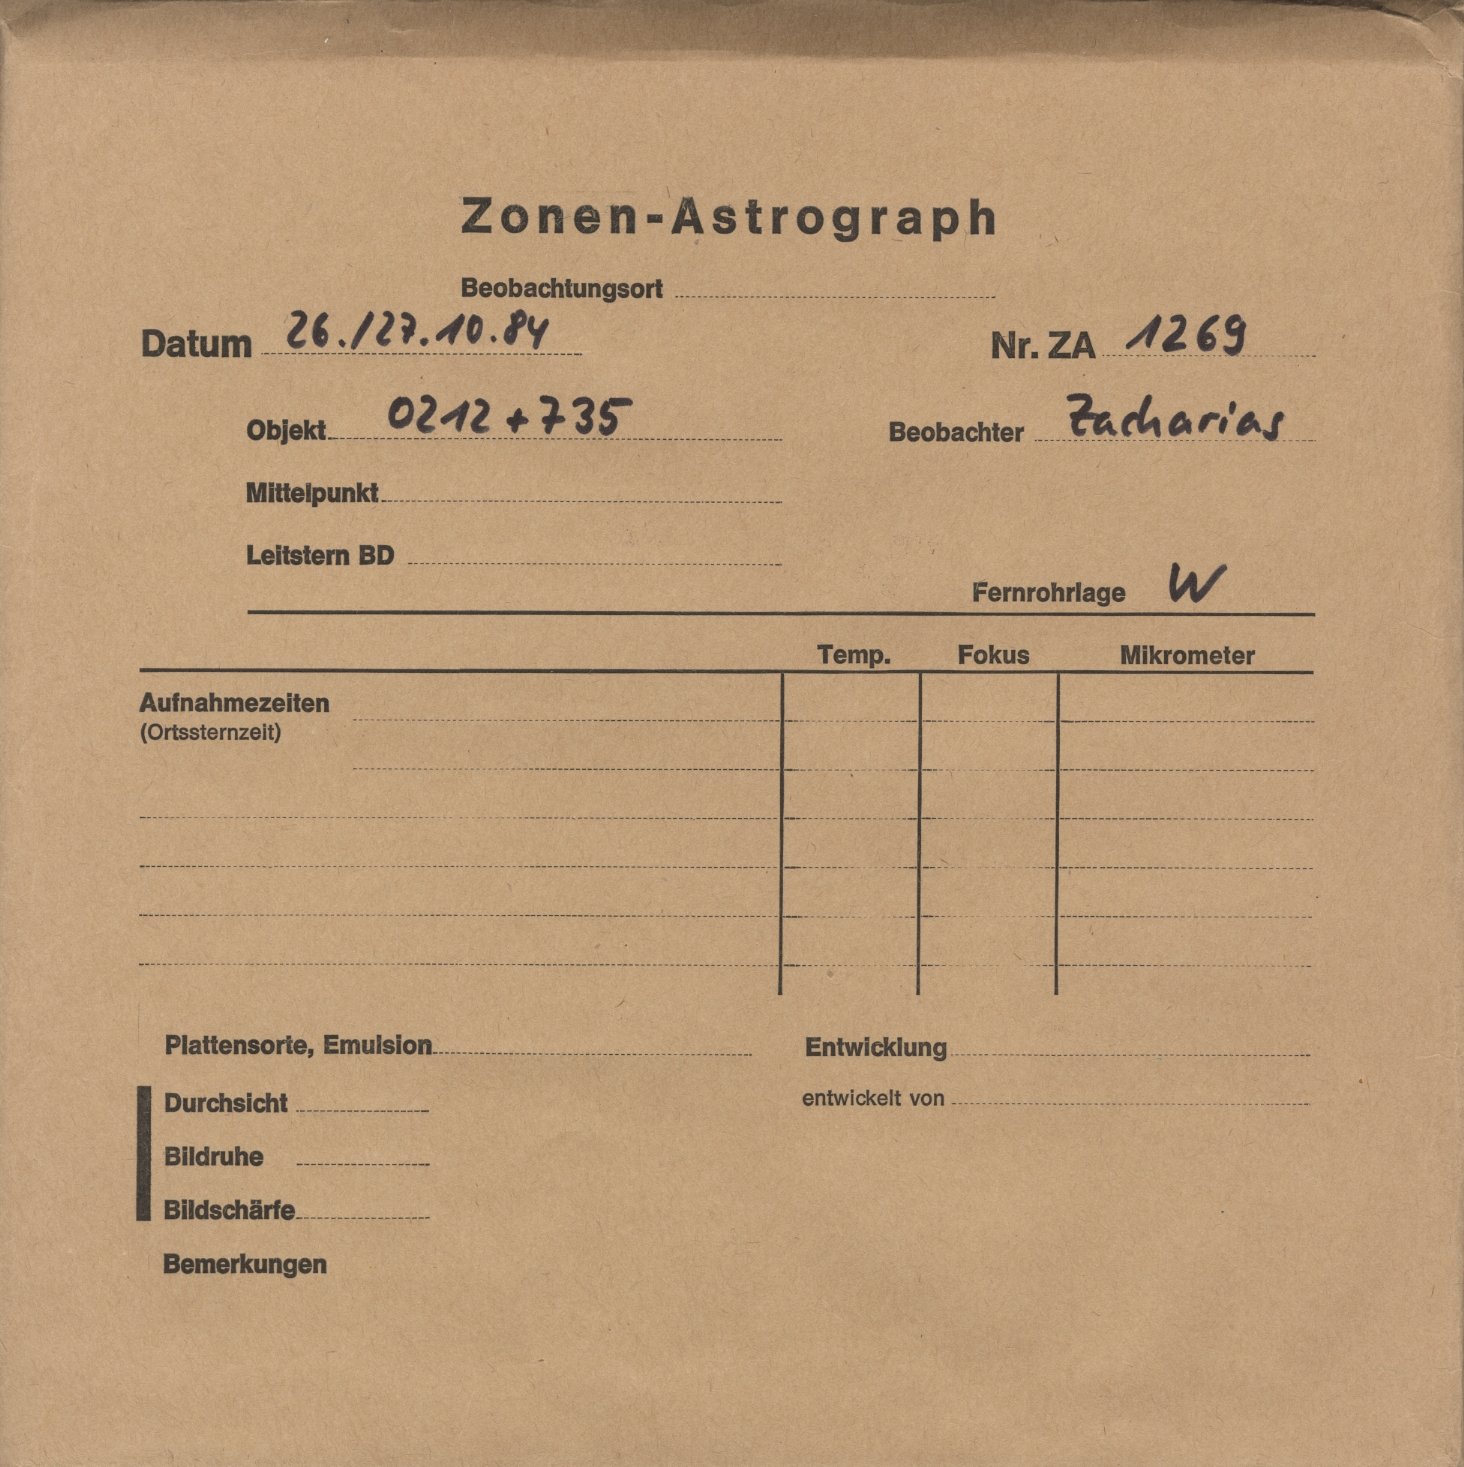 Zonen-Astrograph
Beobachtungsort
Datum 26./27.10.84 Nr. ZA 1269
Objekt 0212+735 Beobachter Zacharias
Mittelpunkt
Leitstern BD
Fernrohrlage W
Temp. Fokus Mikrometer
Aufnahmezeiten
(Ortssternzeit)
Plattensorte, Emulsion Entwicklung
Durchsicht entwickelt von
Bildruhe
Bildschärfe
Bemerkungen